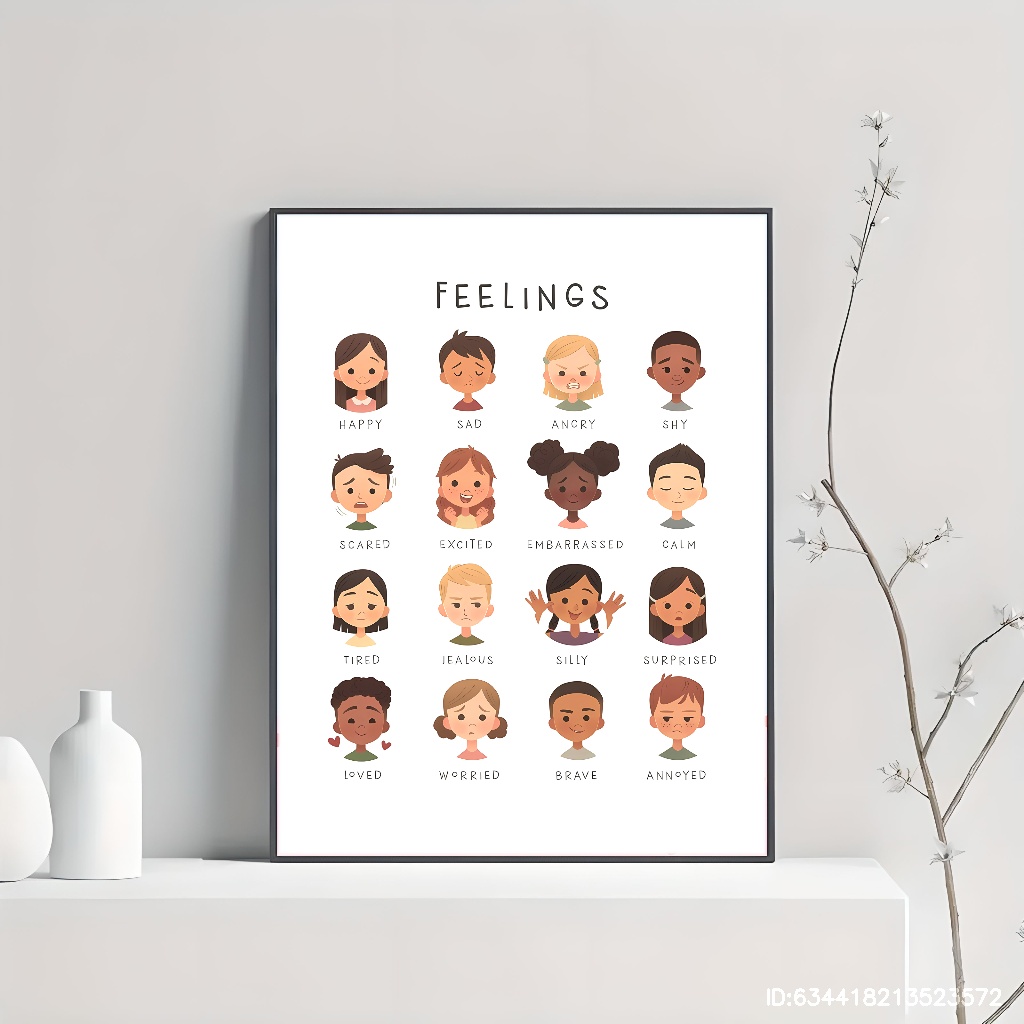 FEELINGS
HAPPY SAD ANGRY SHY
SCARED EXCITED EMBARRASSED CALM
TIRED JEALOUS SILLY SURPRISED
LOVED WORRIED BRAVE ANNOYED
ID:634418213523572